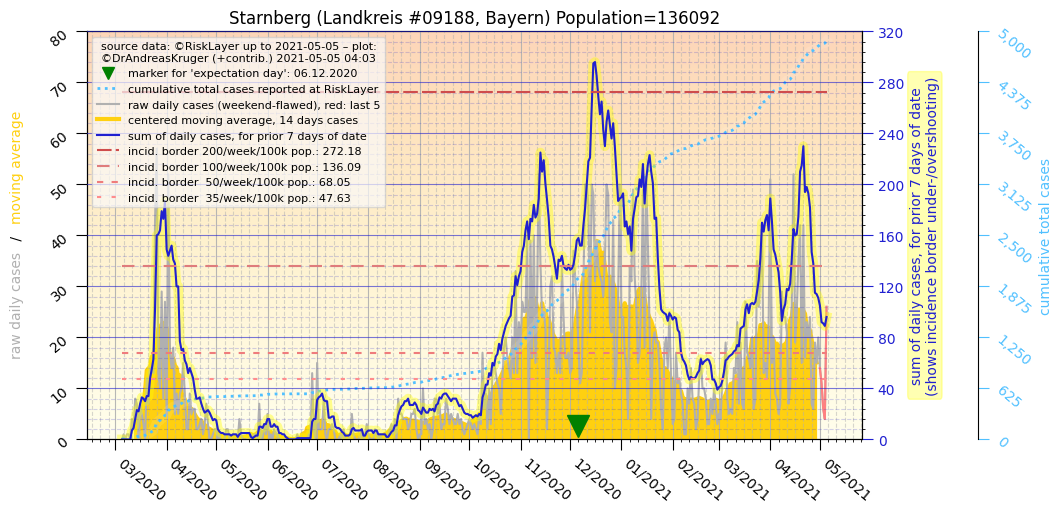 Starnberg (Landkreis #09188, Bayern) Population=136092
source data: ©RiskLayer up to 2021-05-05 – plot:
©DrAndreasKruger (+contrib.) 2021-05-05 04:03
marker for 'expectation day': 06.12.2020
cumulative total cases reported at RiskLayer
raw daily cases (weekend-flawed), red: last 5
centered moving average, 14 days cases
sum of daily cases, for prior 7 days of date
incid. border 200/week/100k pop.: 272.18
incid. border 100/week/100k pop.: 136.09
incid. border  50/week/100k pop.: 68.05
incid. border  35/week/100k pop.: 47.63
raw daily cases / moving average
80
70
60
50
40
30
20
10
0
03/2020
04/2020
05/2020
06/2020
07/2020
08/2020
09/2020
10/2020
11/2020
12/2020
01/2021
02/2021
03/2021
04/2021
05/2021
320
280
240
200
160
120
80
40
0
sum of daily cases, for prior 7 days of date
(shows incidence border under-/overshooting)
5,000
4,375
3,750
3,125
2,500
1,875
1,250
625
0
cumulative total cases